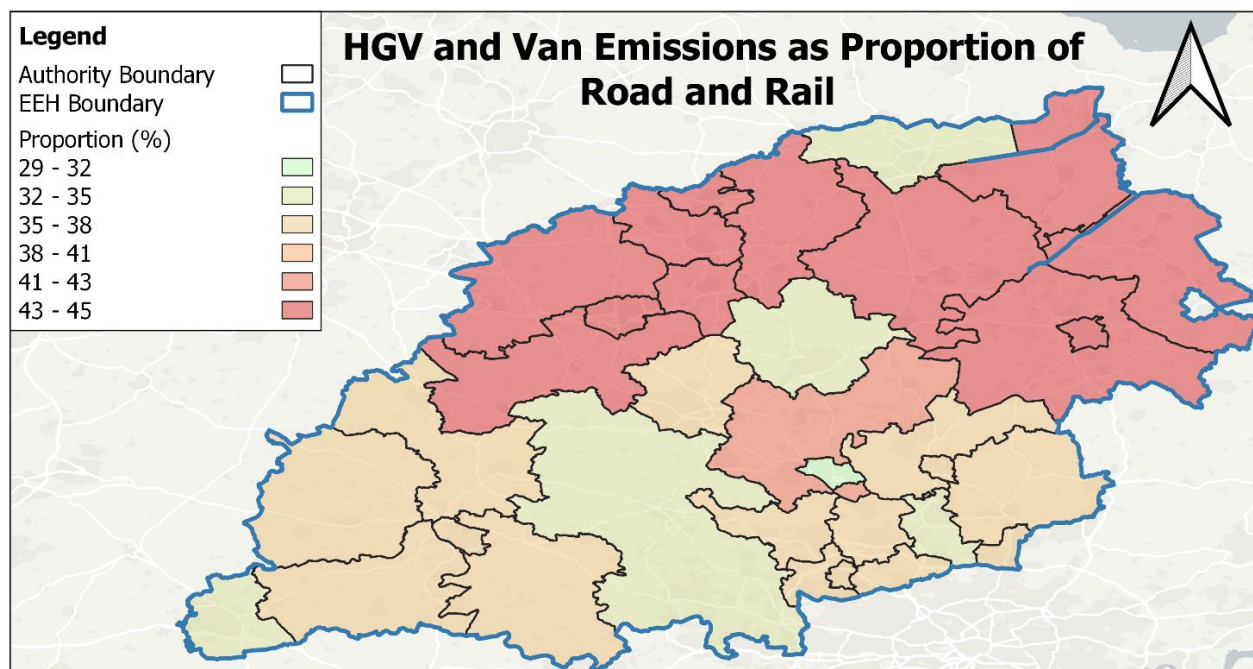 Legend
Authority Boundary
EEH Boundary
Proportion (%)
29 - 32
32 - 35
35 - 38
38 - 41
41 - 43
43 - 45
HGV and Van Emissions as Proportion of
Road and Rail